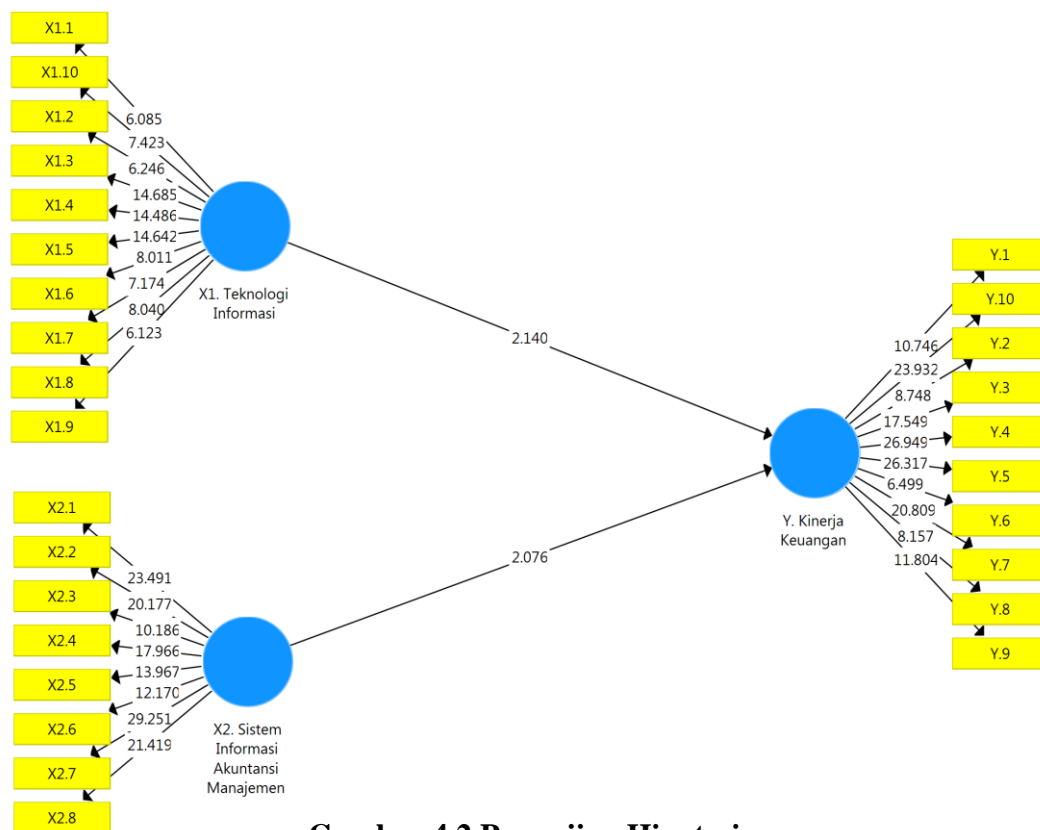 X1.1
X1.10
X1.2
X1.3
X1.4
X1.5
X1.6
X1.7
X1.8
X1.9
6.085
7.423
6.246
14.685
14.486
14.642
8.011
7.174
8.040
6.123
X1. Teknologi
Informasi
2.140
X2.1
X2.2
X2.3
X2.4
X2.5
X2.6
X2.7
X2.8
23.491
20.177
10.186
17.966
13.967
12.170
29.251
21.419
X2. Sistem
Informasi
Akuntansi
Manajemen
2.076
Y. Kinerja
Keuangan
10.746
23.932
8.748
17.549
26.949
26.317
6.499
20.809
8.157
11.804
Y.1
Y.10
Y.2
Y.3
Y.4
Y.5
Y.6
Y.7
Y.8
Y.9
Gambar 4.2 Pengujian Hipotesis